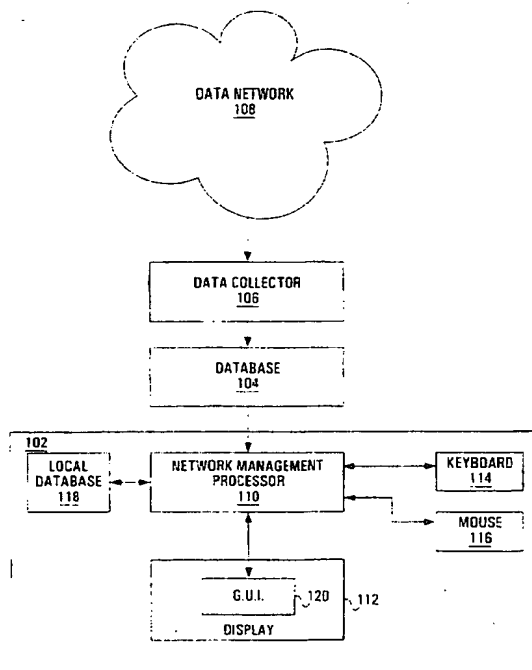 DATA NETWORK
108
DATA COLLECTOR
106
DATABASE
104
102
LOCAL
DATABASE
118
NETWORK MANAGEMENT
PROCESSOR
110
KEYBOARD
114
MOUSE
116
G.U.I.
120
112
DISPLAY